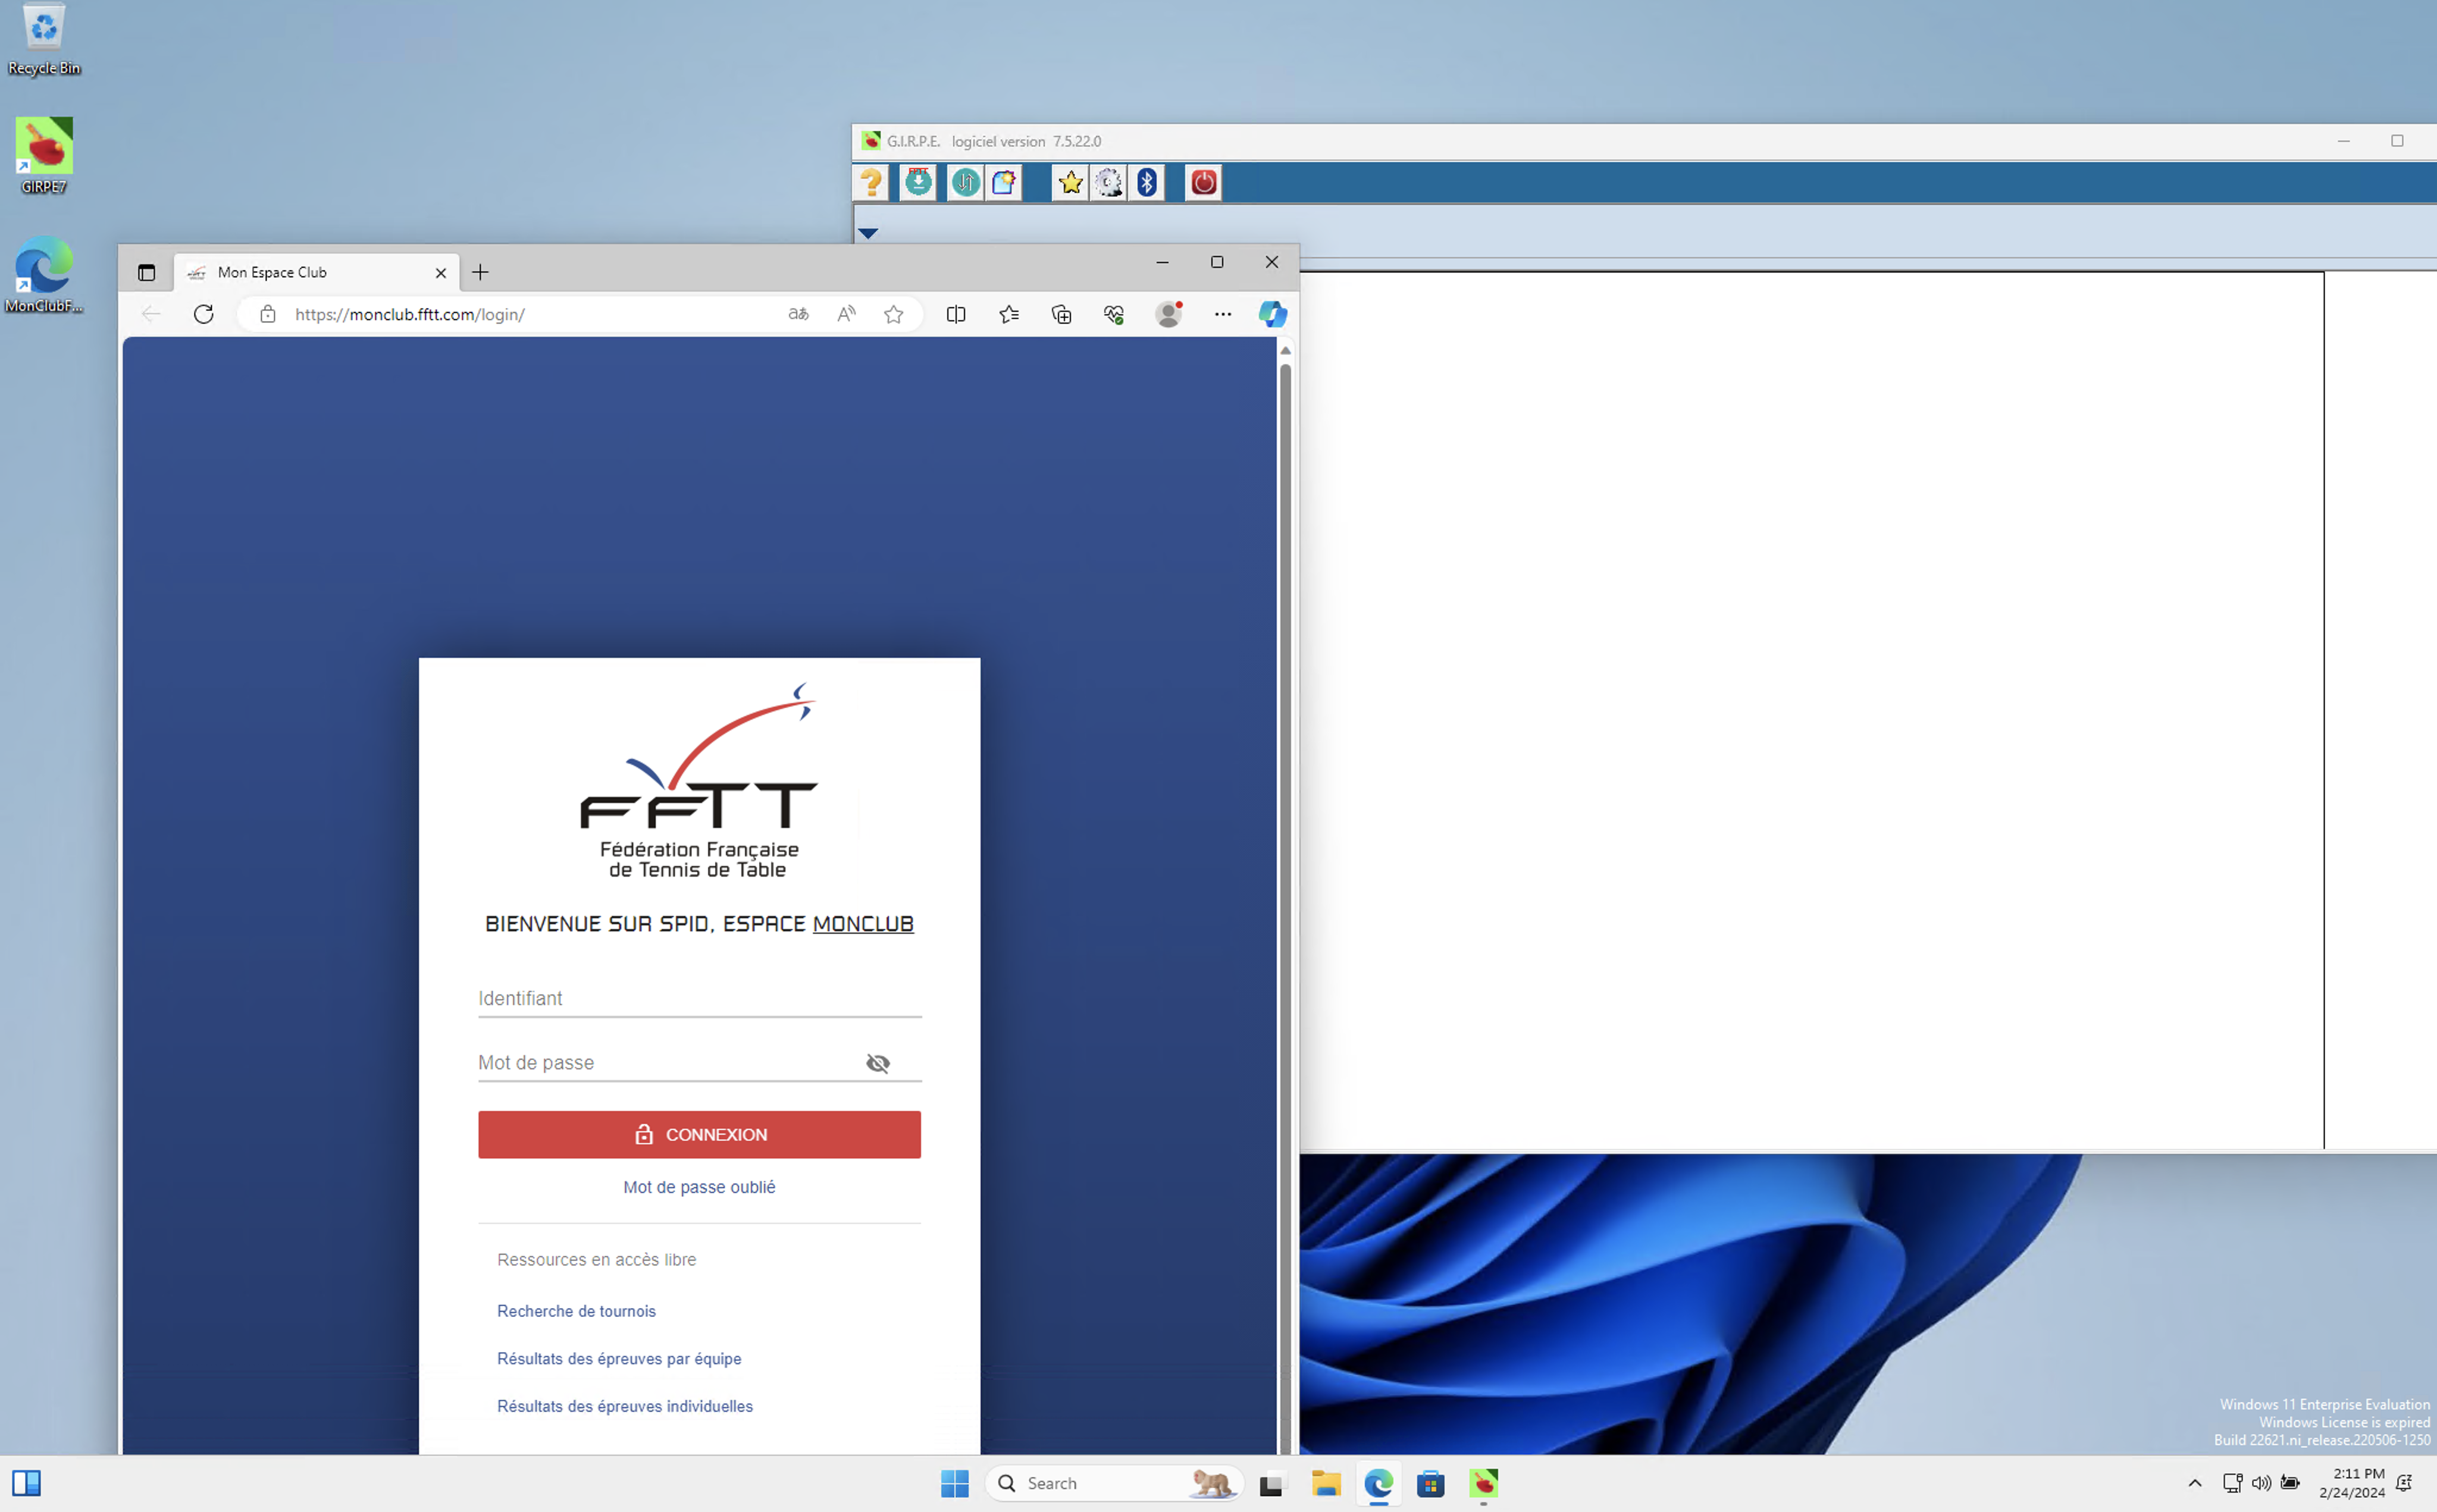 Recycle Bin
GIRPE7
MonClubF...
G.I.R.P.E. logiciel version 7.5.22.0
FFTT
Mon Espace Club
https://monclub.fftt.com/login/
FFTT
Fédération Française
de Tennis de Table
BIENVENUE SUR SPID, ESPACE MONCLUB
Identifiant
Mot de passe
CONNEXION
Mot de passe oublié
Ressources en accès libre
Recherche de tournois
Résultats des épreuves par équipe
Résultats des épreuves individuelles
Windows 11 Enterprise Evaluation
Windows License is expired
Build 22621.ni_release.220506-1250
Search
2:11 PM
2/24/2024